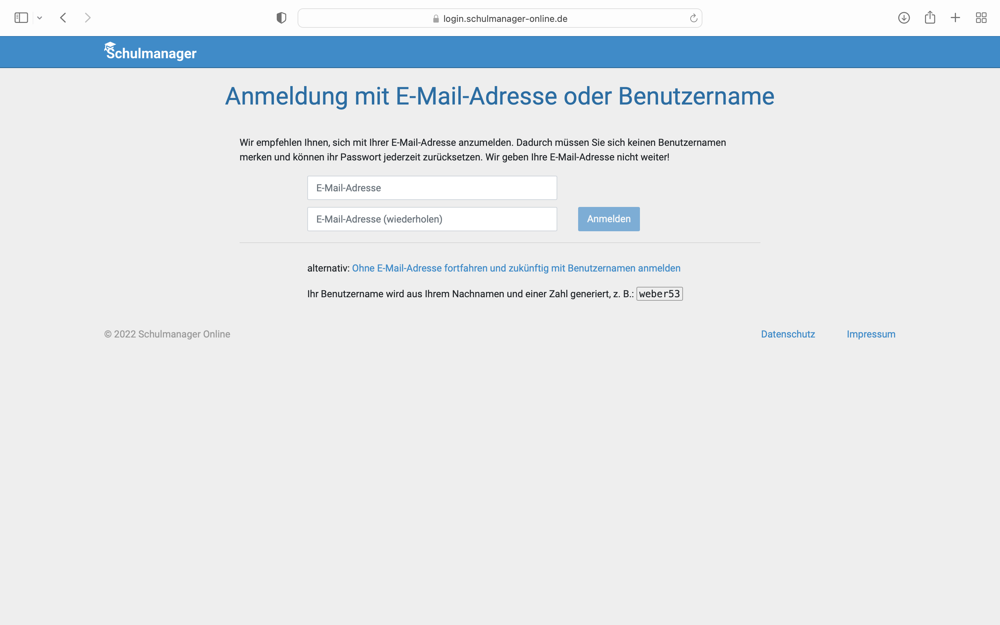 login.schulmanager-online.de
Schulmanager
Anmeldung mit E-Mail-Adresse oder Benutzername
Wir empfehlen Ihnen, sich mit Ihrer E-Mail-Adresse anzumelden. Dadurch müssen Sie sich keinen Benutzernamen
merken und können ihr Passwort jederzeit zurücksetzen. Wir geben Ihre E-Mail-Adresse nicht weiter!
E-Mail-Adresse
E-Mail-Adresse (wiederholen)
Anmelden
alternativ: Ohne E-Mail-Adresse fortfahren und zukünftig mit Benutzernamen anmelden
Ihr Benutzername wird aus Ihrem Nachnamen und einer Zahl generiert, z. B.: weber53
© 2022 Schulmanager Online
Datenschutz
Impressum